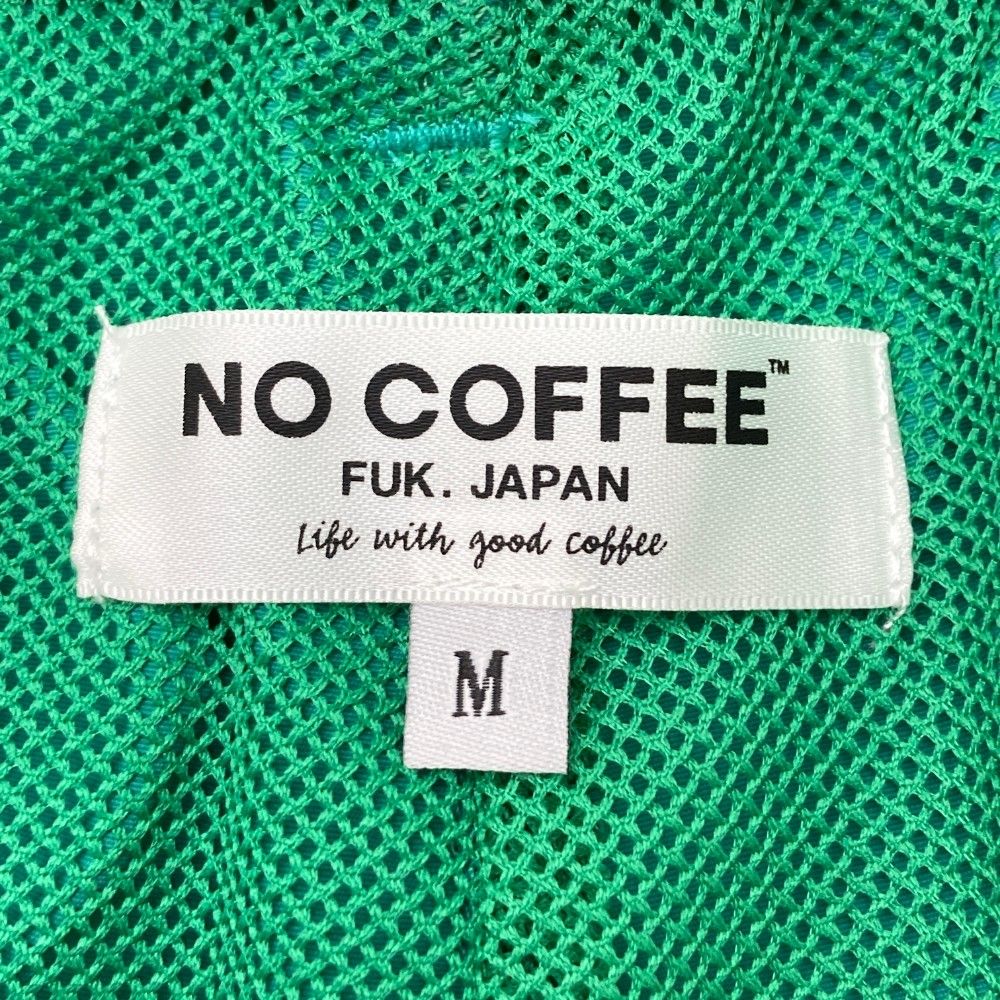 NO COFFEE™
FUK. JAPAN
Life with good coffee
M